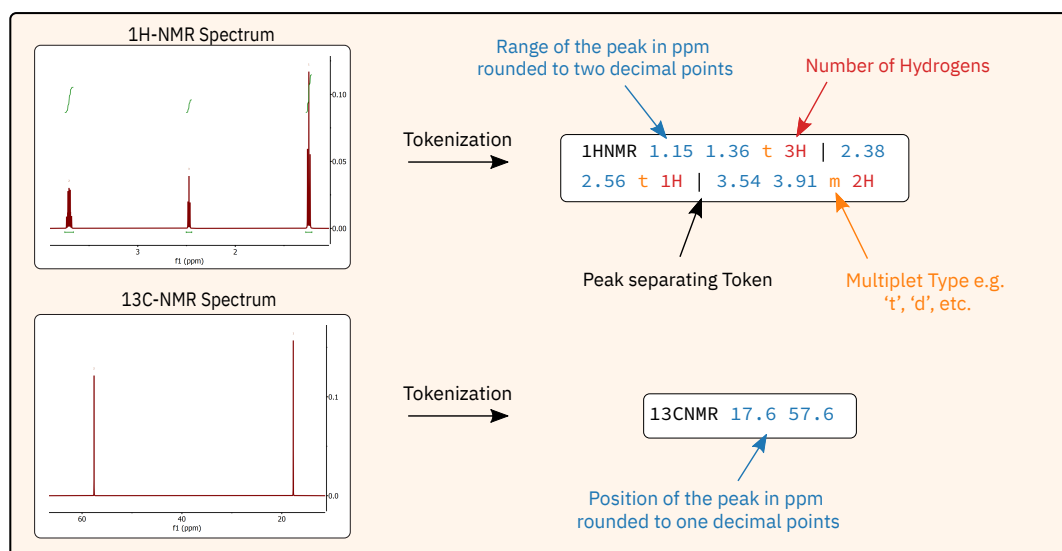 1H-NMR Spectrum
0.10
0.05
0.00
3
2
f1 (ppm)
Tokenization
Range of the peak in ppm
rounded to two decimal points
Number of Hydrogens
1HNMR 1.15 1.36 t 3H | 2.38
2.56 t 1H | 3.54 3.91 m 2H
Peak separating Token
Multiplet Type e.g.
‘t’, ‘d’, etc.
13C-NMR Spectrum
0.1
0.0
60
40
20
f1 (ppm)
Tokenization
13CNMR 17.6 57.6
Position of the peak in ppm
rounded to one decimal points